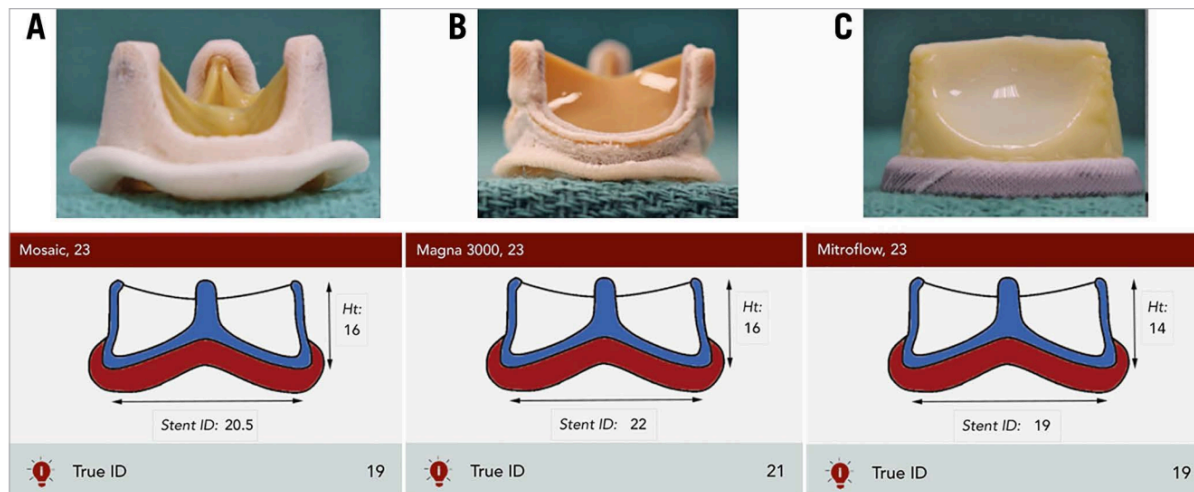 A
B
C
Mosaic, 23
Ht:
16
Stent ID: 20.5
True ID 19
Magna 3000, 23
Ht:
16
Stent ID: 22
True ID 21
Mitroflow, 23
Ht:
14
Stent ID: 19
True ID 19